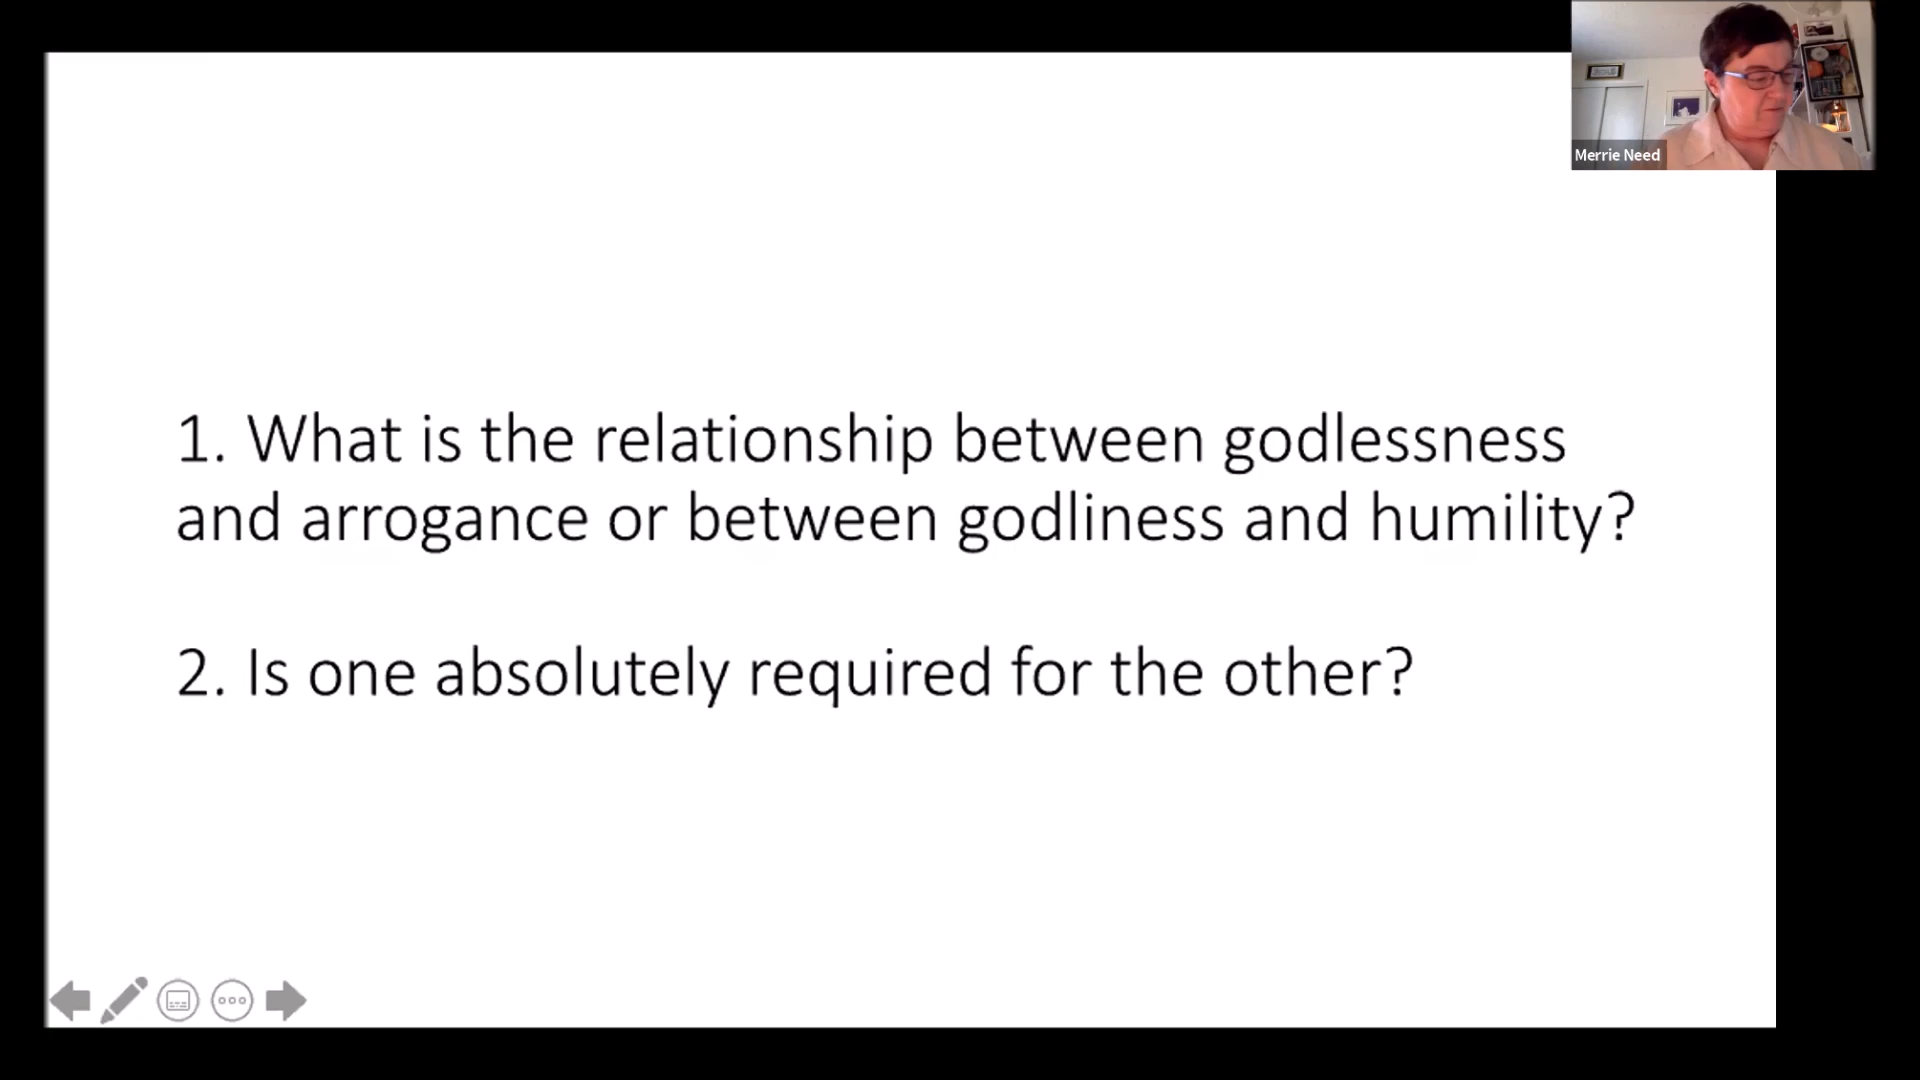 Merrie Need
1. What is the relationship between godlessness
and arrogance or between godliness and humility?
2. Is one absolutely required for the other?